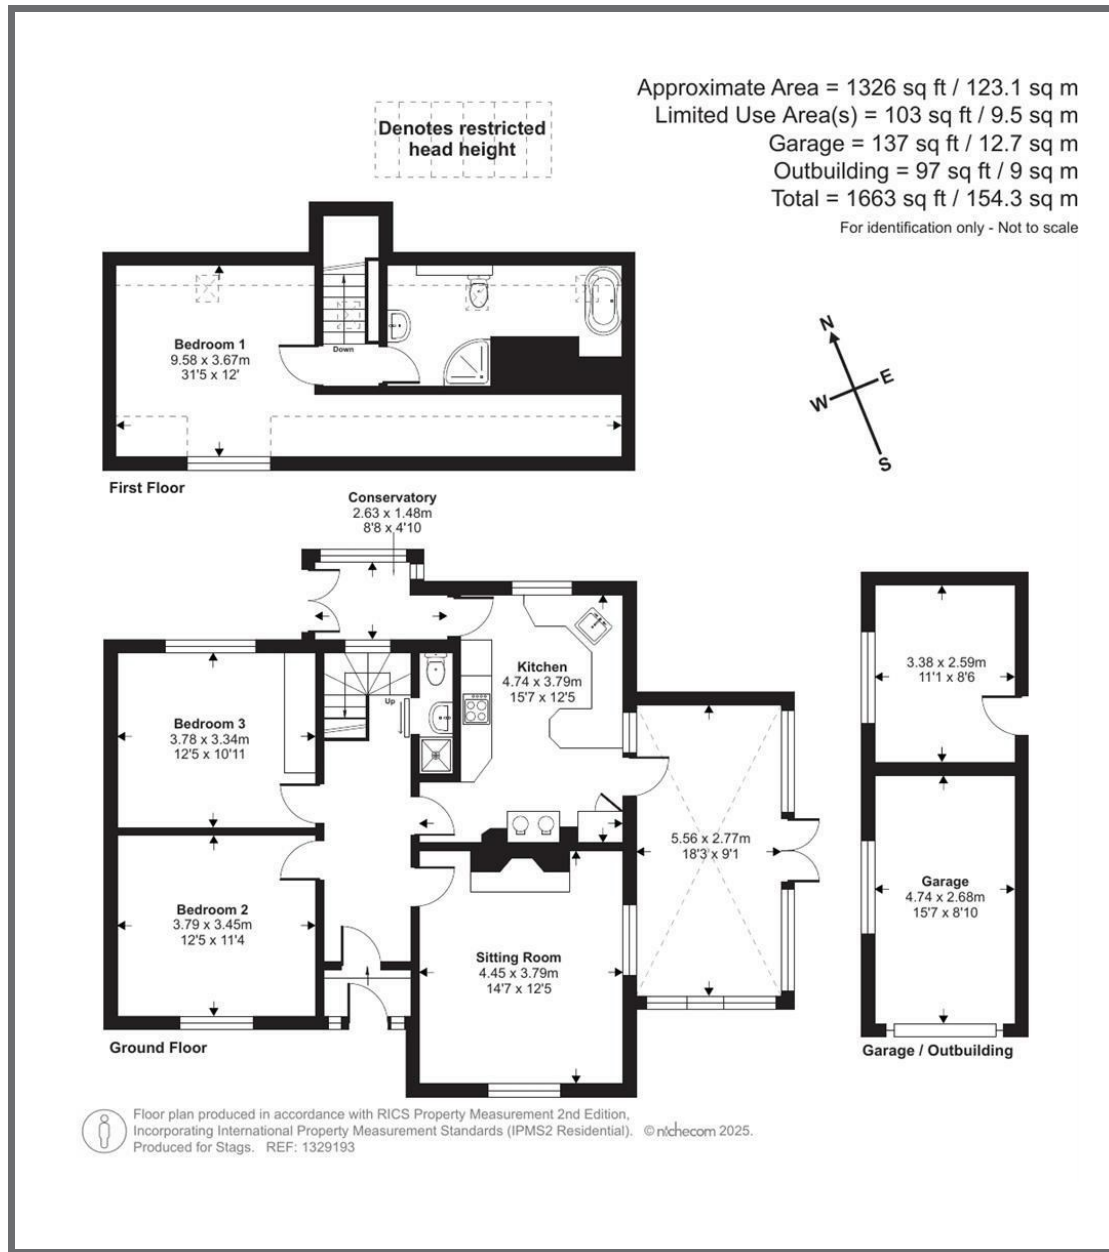 Approximate Area = 1326 sq ft / 123.1 sq m
Limited Use Area(s) = 103 sq ft / 9.5 sq m
Garage = 137 sq ft / 12.7 sq m
Outbuilding = 97 sq ft / 9 sq m
Total = 1663 sq ft / 154.3 sq m
For identification only - Not to scale
Denotes restricted
head height
Bedroom 1
9.58 x 3.67m
31'5 x 12'
Down
N
E
W
S
First Floor
Conservatory
2.63 x 1.48m
8'8 x 4'10
Kitchen
4.74 x 3.79m
15'7 x 12'5
Up
Bedroom 3
3.78 x 3.34m
12'5 x 10'11
3.38 x 2.59m
11'1 x 8'6
5.56 x 2.77m
18'3 x 9'1
Bedroom 2
3.79 x 3.45m
12'5 x 11'4
Sitting Room
4.45 x 3.79m
14'7 x 12'5
Garage
4.74 x 2.68m
15'7 x 8'10
Ground Floor
Garage / Outbuilding
Floor plan produced in accordance with RICS Property Measurement 2nd Edition,
Incorporating International Property Measurement Standards (IPMS2 Residential). © nichecom 2025.
Produced for Stags. REF: 1329193